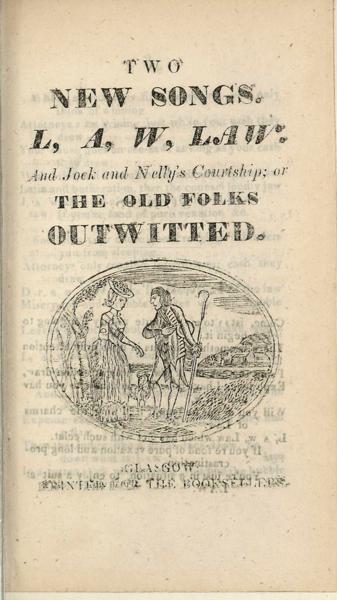 TWO
NEW SONGS.
L, A, W, LAW:
And Jock and Nelly's Courtship; or
THE OLD FOLKS
OUTWITTED.
GLASGOW
PRINTED FOR THE BOOKSELLERS.